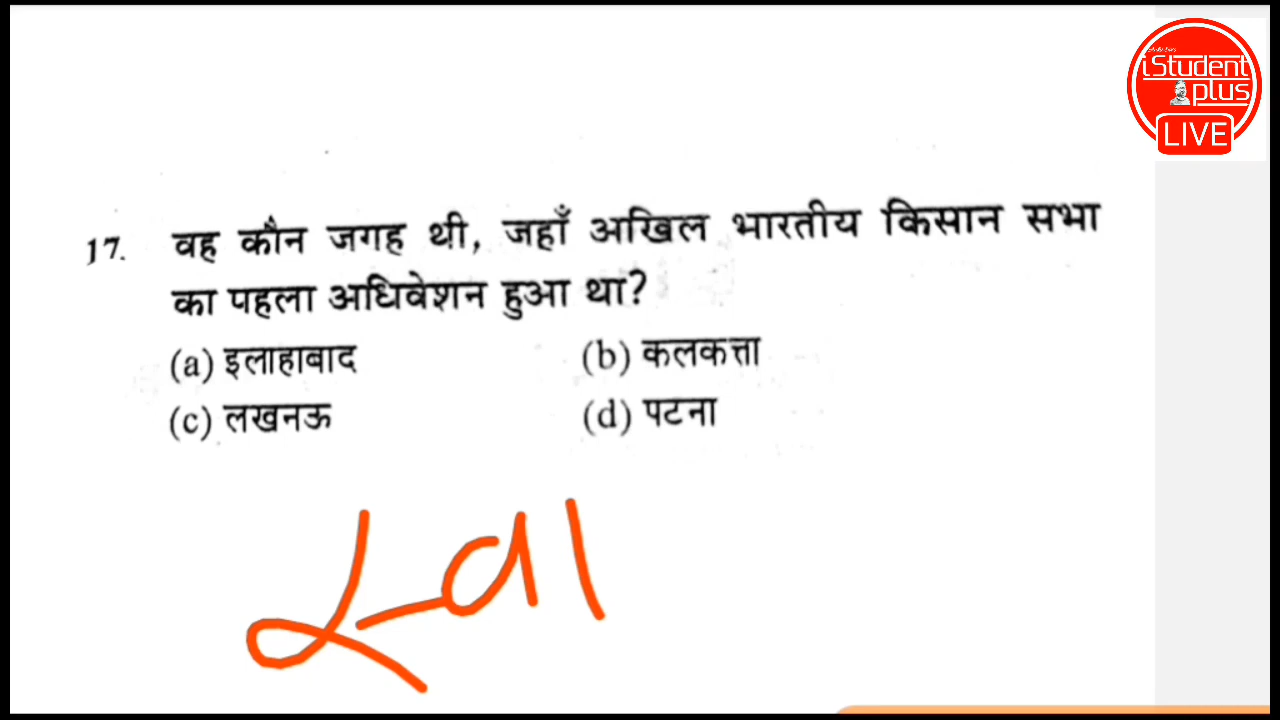 iStudent
plus
LIVE
17. वह कौन जगह थी, जहाँ अखिल भारतीय किसान सभा
का पहला अधिवेशन हुआ था?
(a) इलाहाबाद (b) कलकत्ता
(c) लखनऊ (d) पटना